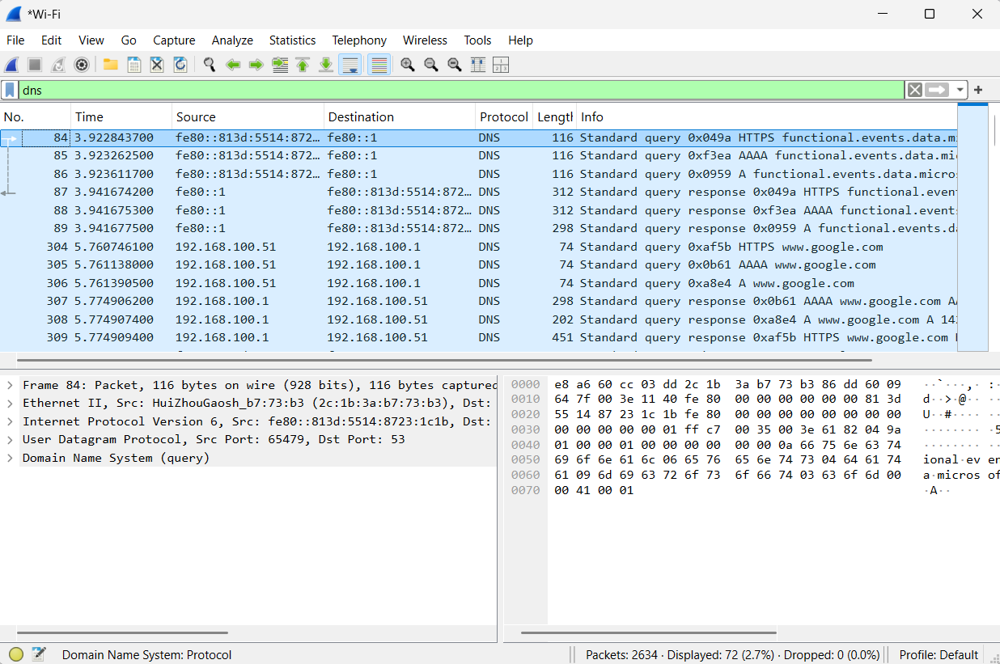 *Wi-Fi
File Edit View Go Capture Analyze Statistics Telephony Wireless Tools Help
dns
No. Time Source Destination Protocol Length Info
84 3.922843700 fe80::813d:5514:872… fe80::1 DNS 116 Standard query 0x049a HTTPS functional.events.data.mi
85 3.923262500 fe80::813d:5514:872… fe80::1 DNS 116 Standard query 0xf3ea AAAA functional.events.data.mi
86 3.923611700 fe80::813d:5514:872… fe80::1 DNS 116 Standard query 0x0959 A functional.events.data.micros
87 3.941674200 fe80::1 fe80::813d:5514:872… DNS 312 Standard query response 0x049a HTTPS functional.even
88 3.941675300 fe80::1 fe80::813d:5514:872… DNS 312 Standard query response 0xf3ea AAAA functional.events
89 3.941677500 fe80::1 fe80::813d:5514:872… DNS 298 Standard query response 0x0959 A functional.events.da
304 5.760746100 192.168.100.51 192.168.100.1 DNS 74 Standard query 0xaf5b HTTPS www.google.com
305 5.761138000 192.168.100.51 192.168.100.1 DNS 74 Standard query 0x0b61 AAAA www.google.com
306 5.761390500 192.168.100.51 192.168.100.1 DNS 74 Standard query 0xa8e4 A www.google.com
307 5.774906200 192.168.100.1 192.168.100.51 DNS 298 Standard query response 0x0b61 AAAA www.google.com AA
308 5.774907400 192.168.100.1 192.168.100.51 DNS 202 Standard query response 0xa8e4 A www.google.com A 142
309 5.774909400 192.168.100.1 192.168.100.51 DNS 451 Standard query response 0xaf5b HTTPS www.google.com
Frame 84: Packet, 116 bytes on wire (928 bits), 116 bytes captured
Ethernet II, Src: HuiZhouGaosh_b7:73:b3 (2c:1b:3a:b7:73:b3), Dst:
Internet Protocol Version 6, Src: fe80::813d:5514:8723:1c1b, Dst:
User Datagram Protocol, Src Port: 65479, Dst Port: 53
Domain Name System (query)
0000 e8 a6 60 cc 03 dd 2c 1b 3a b7 73 b3 86 dd 60 09 ··`···,· :·
0010 64 7f 00 3e 11 40 fe 80 00 00 00 00 00 00 81 3d d··>·@·· ··
0020 55 14 87 23 1c 1b fe 80 00 00 00 00 00 00 00 00 U··#···· ··
0030 00 00 00 00 00 01 ff c7 00 35 00 3e 61 82 04 9a ········ ·5
0040 01 00 00 01 00 00 00 00 00 00 0a 66 75 6e 63 74 ········ ··
0050 69 6f 6e 61 6c 06 65 76 65 6e 74 73 04 64 61 74 ional·ev en
0060 61 09 6d 69 63 72 6f 73 6f 66 74 03 63 6f 6d 00 a·micros of
0070 00 41 00 01 ·A··
Domain Name System: Protocol
Packets: 2634 · Displayed: 72 (2.7%) · Dropped: 0 (0.0%)
Profile: Default